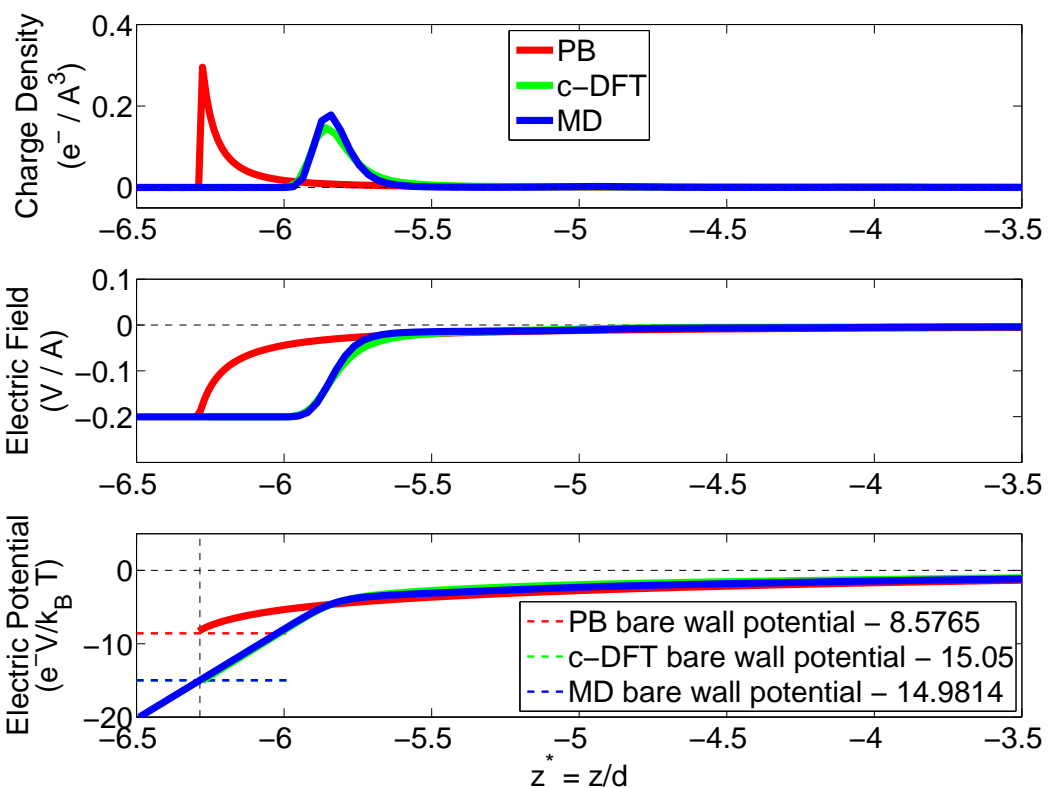 Charge Density
(e⁻ / A³)
0.4
0.2
0
PB
c−DFT
MD
−6.5 −6 −5.5 −5 −4.5 −4 −3.5
Electric Field
(V / A)
0.1
0
−0.1
−0.2
−6.5 −6 −5.5 −5 −4.5 −4 −3.5
Electric Potential
(e⁻V/k_BT)
0
−10
−20
PB bare wall potential − 8.5765
c−DFT bare wall potential − 15.05
MD bare wall potential − 14.9814
−6.5 −6 −5.5 −5 −4.5 −4 −3.5
z* = z/d